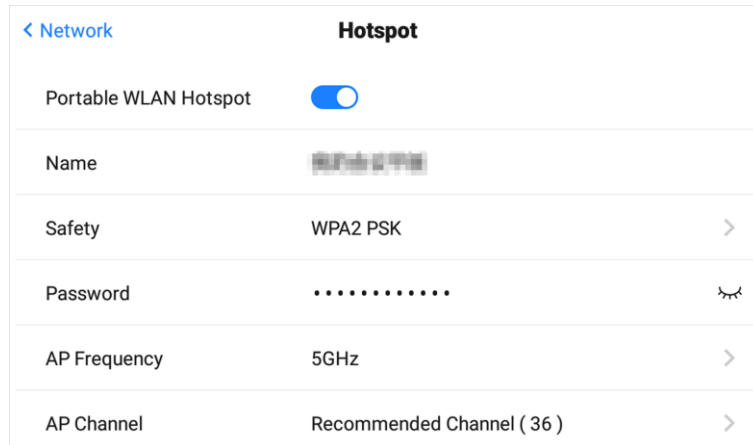 Network
Hotspot
Portable WLAN Hotspot
Name
Safety
WPA2 PSK
Password
••••••••••••
AP Frequency
5GHz
AP Channel
Recommended Channel ( 36 )